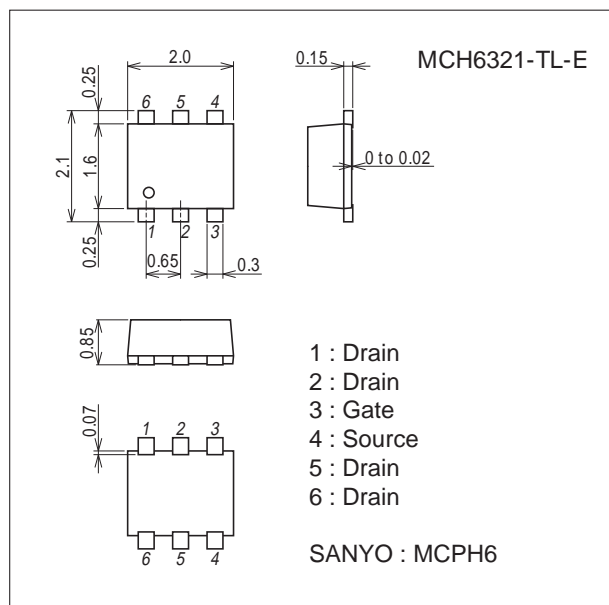 MCH6321-TL-E
2.0
0.15
0.25
6 5 4
2.1
1.6
0 to 0.02
0.25
1 2 3
0.65
0.3
0.85
1 : Drain
2 : Drain
3 : Gate
4 : Source
5 : Drain
6 : Drain
0.07
1 2 3
6 5 4
SANYO : MCPH6